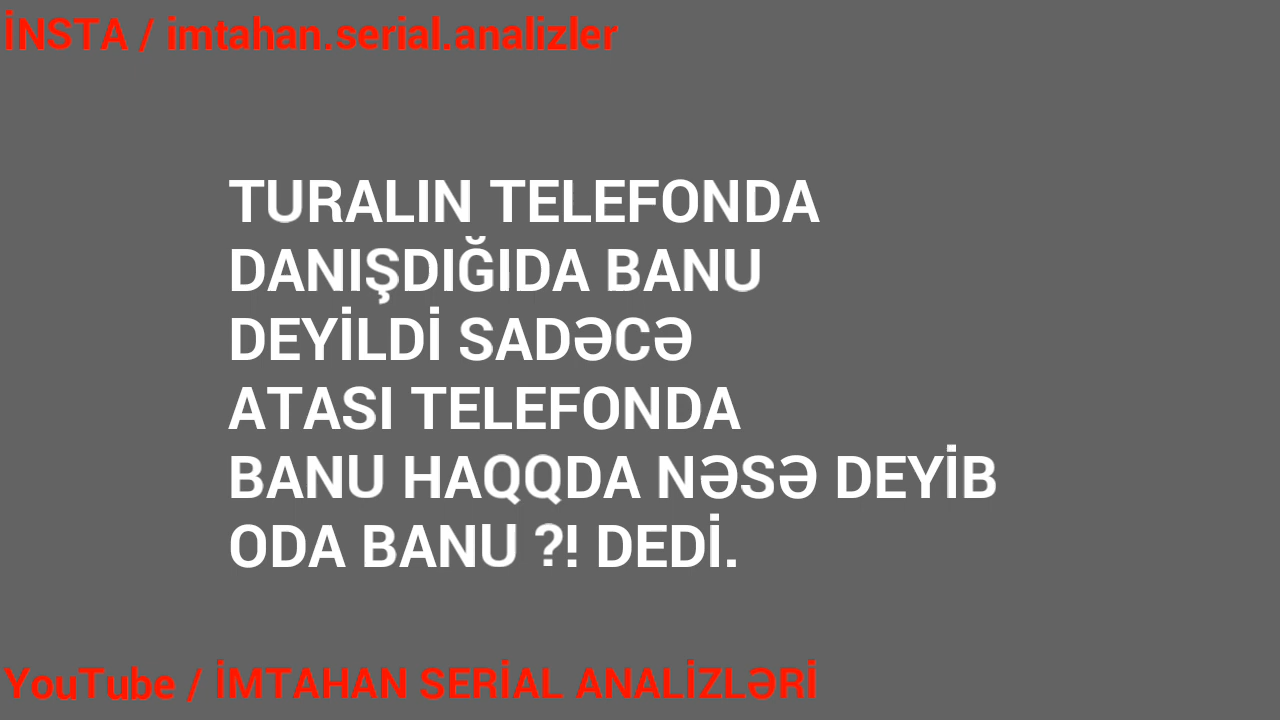 İNSTA / imtahan.serial.analizler
TURALIN TELEFONDA
DANIŞDIĞIDA BANU
DEYİLDİ SADƏCƏ
ATASI TELEFONDA
BANU HAQQDA NƏSƏ DEYİB
ODA BANU ?! DEDİ.
YouTube / İMTAHAN SERİAL ANALİZLƏRİ